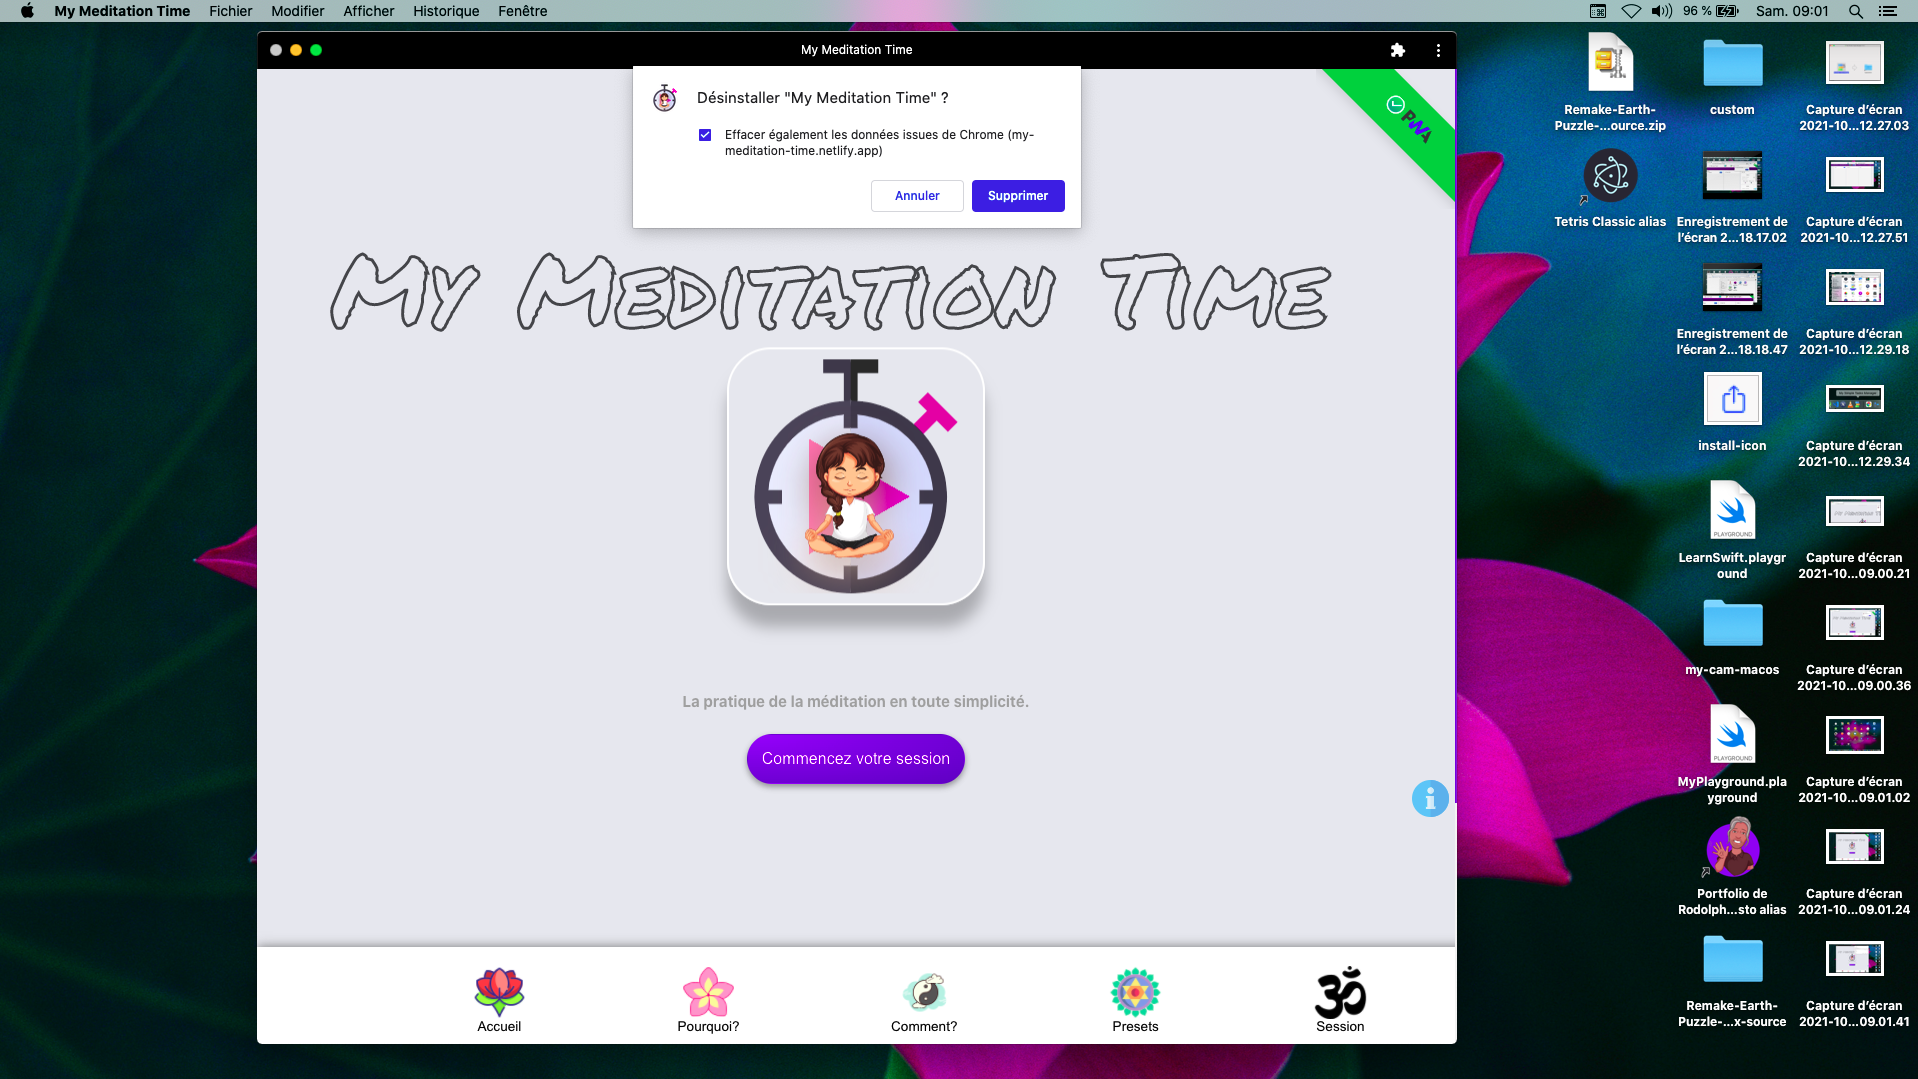 My Meditation Time Fichier Modifier Afficher Historique Fenêtre 96 % Sam. 09:01
My Meditation Time
Désinstaller "My Meditation Time" ?
Effacer également les données issues de Chrome (my-
meditation-time.netlify.app)
Annuler Supprimer
PWA
My Meditation Time
La pratique de la méditation en toute simplicité.
Commencez votre session
Accueil Pourquoi? Comment? Presets Session
Remake-Earth-
Puzzle-...ource.zip
Tetris Classic alias
custom
Enregistrement de
l'écran 2...18.17.02
Enregistrement de
l'écran 2...18.18.47
install-icon
PLAYGROUND
LearnSwift.playgr
ound
my-cam-macos
PLAYGROUND
MyPlayground.pla
yground
Portfolio de
Rodolph...sto alias
Remake-Earth-
Puzzle-...x-source
Capture d'écran
2021-10...12.27.03
Capture d'écran
2021-10...12.27.51
Capture d'écran
2021-10...12.29.18
Capture d'écran
2021-10...12.29.34
Capture d'écran
2021-10...09.00.21
Capture d'écran
2021-10...09.00.36
Capture d'écran
2021-10...09.01.02
Capture d'écran
2021-10...09.01.24
Capture d'écran
2021-10...09.01.41